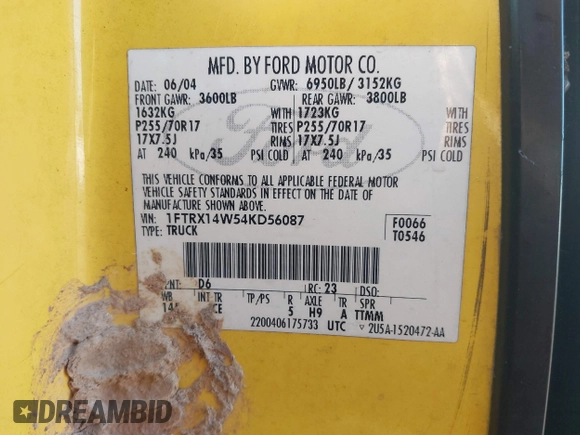 MFD. BY FORD MOTOR CO.
DATE: 06/04 GVWR: 6950LB/ 3152KG
FRONT GAWR: 3600LB REAR GAWR: 3800LB
1632KG WITH 1723KG WITH
P255/70R17 TIRES P255/70R17 TIRES
17X7.5J RIMS 17X7.5J RIMS
AT 240 kPa/35 PSI COLD AT 240 kPa/35 PSI COLD
Ford
THIS VEHICLE CONFORMS TO ALL APPLICABLE FEDERAL MOTOR
VEHICLE SAFETY STANDARDS IN EFFECT ON THE DATE OF
MANUFACTURE SHOWN ABOVE.
VIN: 1FTRX14W54KD56087 F0066
TYPE: TRUCK T0546
D6 RC: 23 DSO:
WB INT TR TP/PS R AXLE TR SPR
5 H9 A TTMM
2200406175733 UTC 2U5A-1520472-AA
DREAMBID